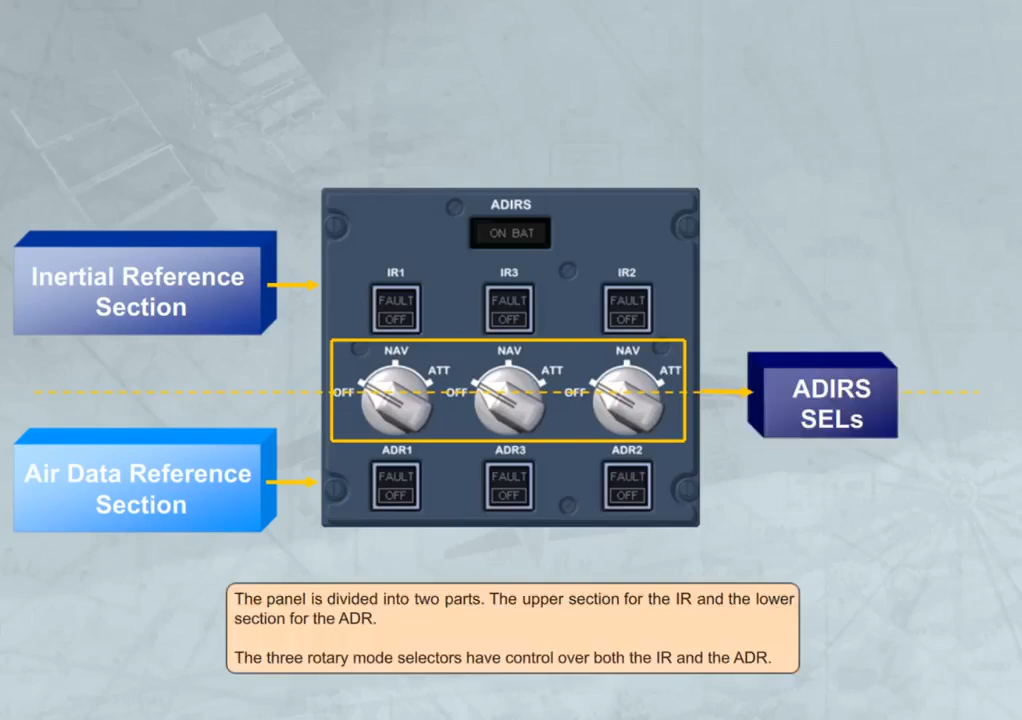 ADIRS
ON BAT
Inertial Reference
Section
IR1 IR3 IR2
FAULT FAULT FAULT
OFF OFF OFF
NAV NAV NAV
ATT ATT ATT
OFF OFF OFF
ADIRS
SELs
Air Data Reference
Section
ADR1 ADR3 ADR2
FAULT FAULT FAULT
OFF OFF OFF
The panel is divided into two parts. The upper section for the IR and the lower
section for the ADR.
The three rotary mode selectors have control over both the IR and the ADR.